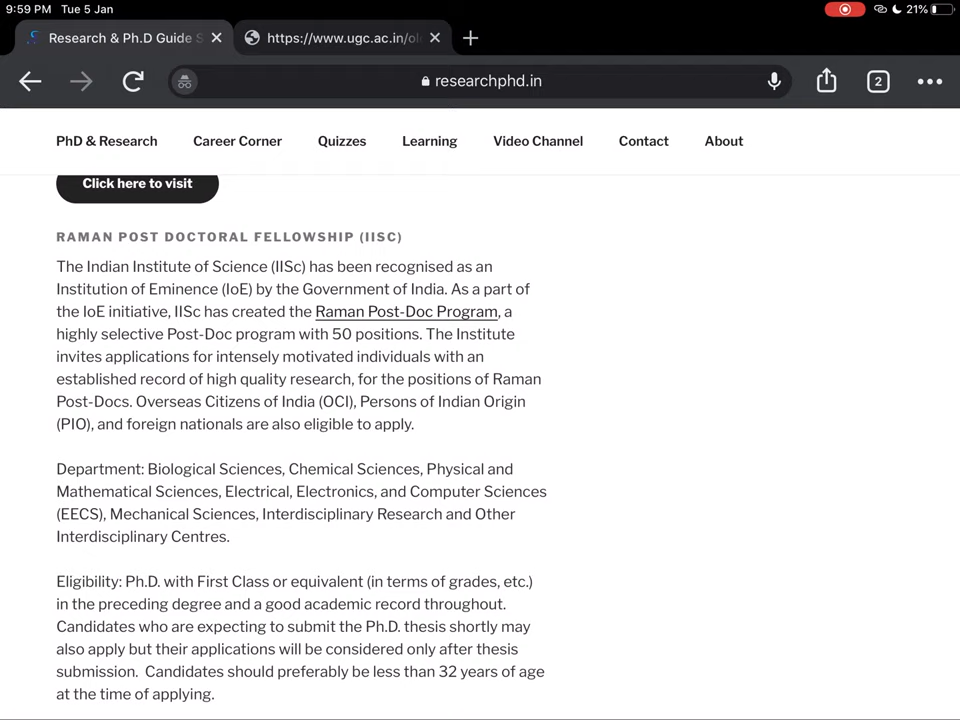 9:59 PM Tue 5 Jan
21%
Research & Ph.D Guide S
https://www.ugc.ac.in/ol
researchphd.in
2
PhD & Research Career Corner Quizzes Learning Video Channel Contact About
Click here to visit
RAMAN POST DOCTORAL FELLOWSHIP (IISC)
The Indian Institute of Science (IISc) has been recognised as an
Institution of Eminence (IoE) by the Government of India. As a part of
the IoE initiative, IISc has created the Raman Post-Doc Program, a
highly selective Post-Doc program with 50 positions. The Institute
invites applications for intensely motivated individuals with an
established record of high quality research, for the positions of Raman
Post-Docs. Overseas Citizens of India (OCI), Persons of Indian Origin
(PIO), and foreign nationals are also eligible to apply.
Department: Biological Sciences, Chemical Sciences, Physical and
Mathematical Sciences, Electrical, Electronics, and Computer Sciences
(EECS), Mechanical Sciences, Interdisciplinary Research and Other
Interdisciplinary Centres.
Eligibility: Ph.D. with First Class or equivalent (in terms of grades, etc.)
in the preceding degree and a good academic record throughout.
Candidates who are expecting to submit the Ph.D. thesis shortly may
also apply but their applications will be considered only after thesis
submission.  Candidates should preferably be less than 32 years of age
at the time of applying.